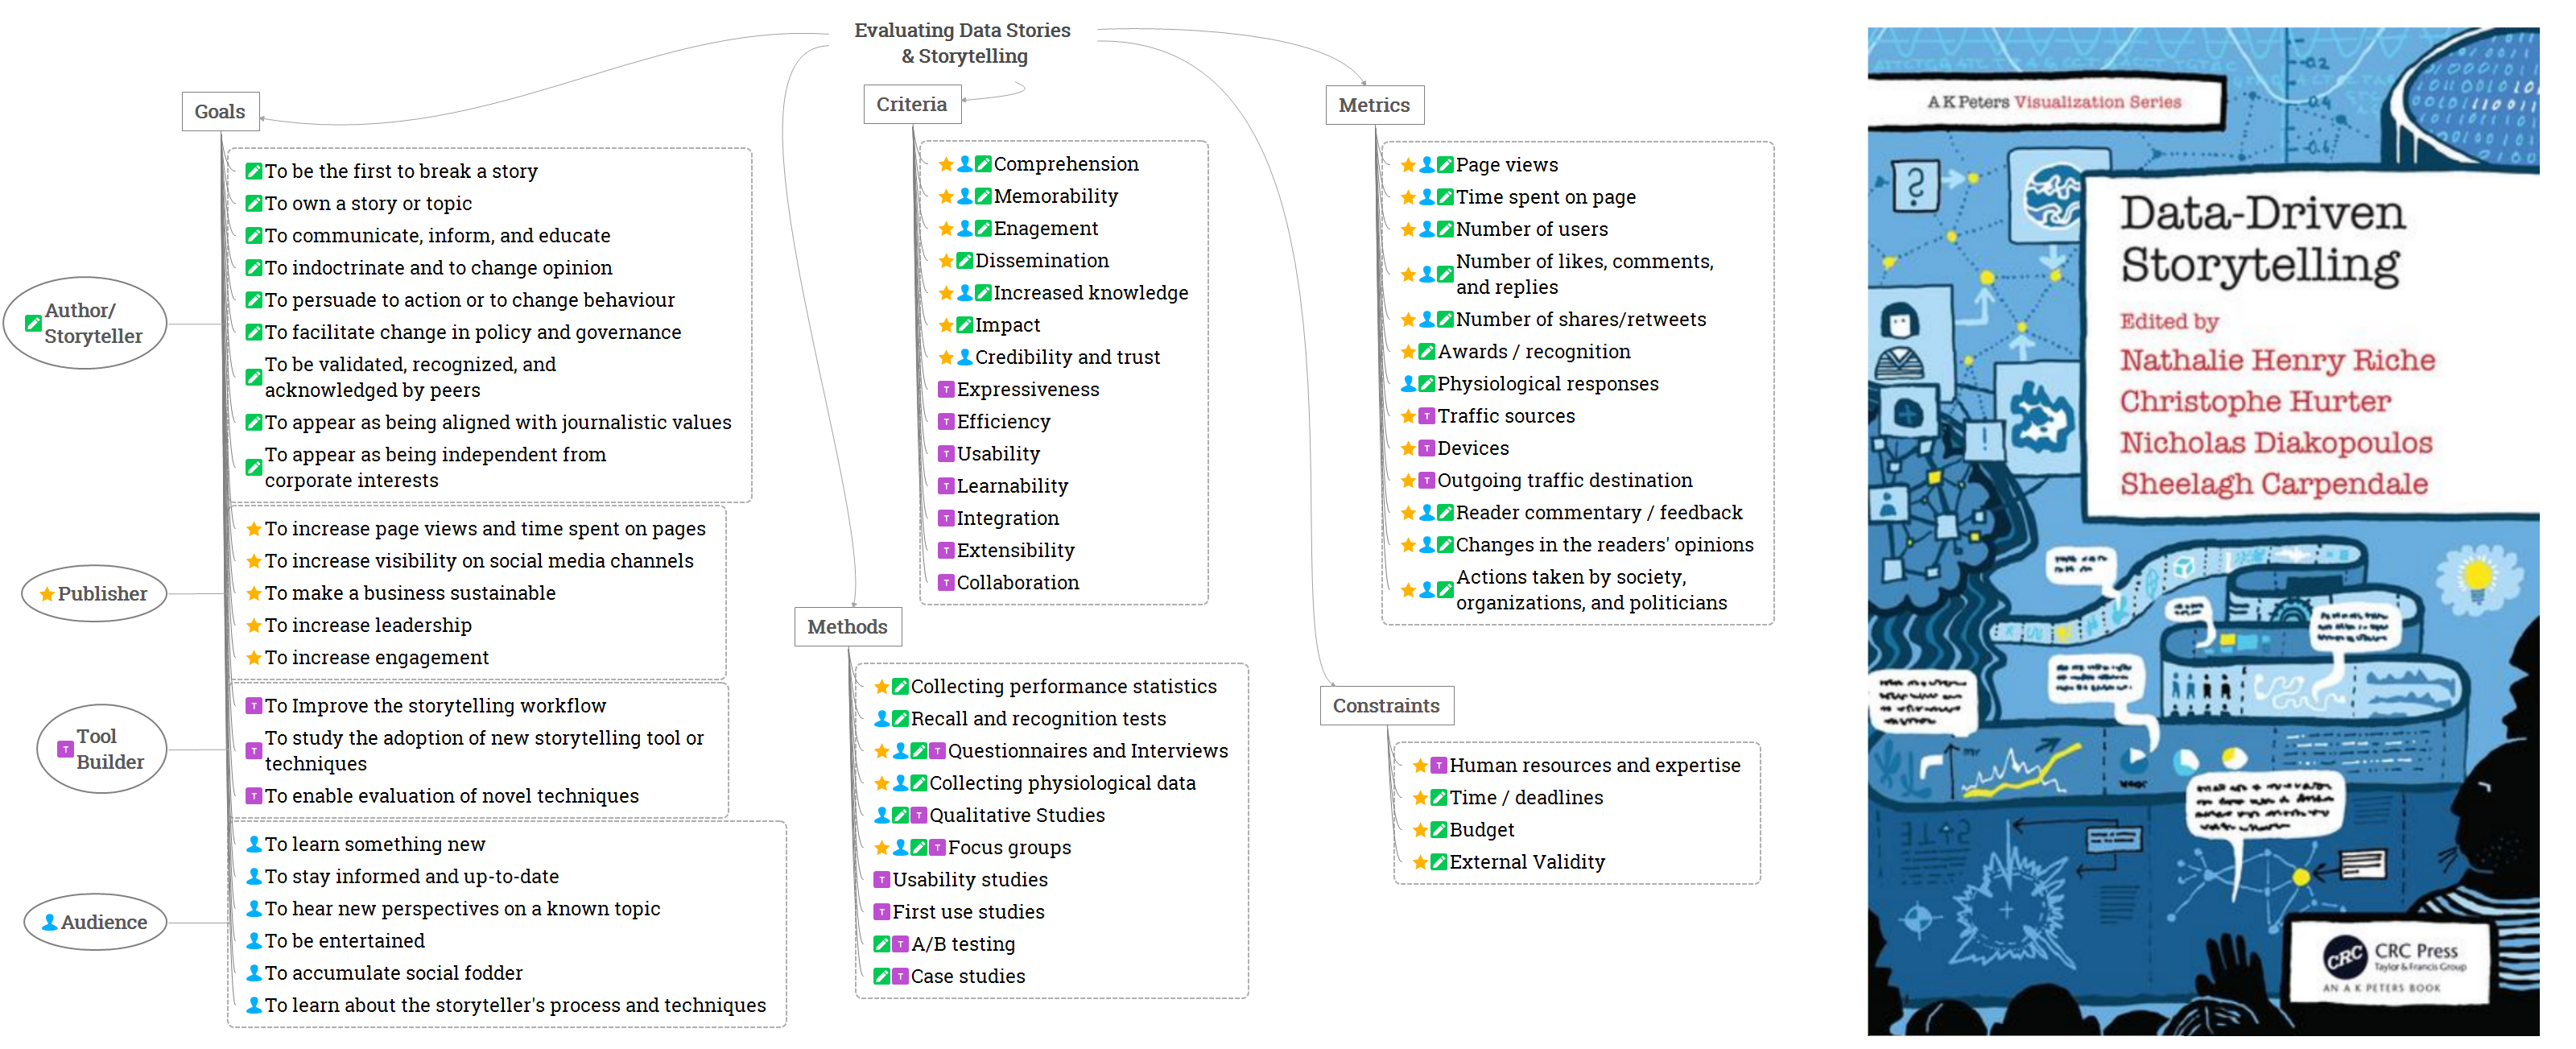 Evaluating Data Stories
& Storytelling
Goals
Author/
Storyteller
To be the first to break a story
To own a story or topic
To communicate, inform, and educate
To indoctrinate and to change opinion
To persuade to action or to change behaviour
To facilitate change in policy and governance
To be validated, recognized, and
acknowledged by peers
To appear as being aligned with journalistic values
To appear as being independent from
corporate interests
Publisher
To increase page views and time spent on pages
To increase visibility on social media channels
To make a business sustainable
To increase leadership
To increase engagement
T Tool
Builder
T To Improve the storytelling workflow
T To study the adoption of new storytelling tool or
techniques
T To enable evaluation of novel techniques
Audience
To learn something new
To stay informed and up-to-date
To hear new perspectives on a known topic
To be entertained
To accumulate social fodder
To learn about the storyteller's process and techniques
Criteria
Comprehension
Memorability
Enagement
Dissemination
Increased knowledge
Impact
Credibility and trust
T Expressiveness
T Efficiency
T Usability
T Learnability
T Integration
T Extensibility
T Collaboration
Methods
Collecting performance statistics
Recall and recognition tests
T Questionnaires and Interviews
Collecting physiological data
T Qualitative Studies
T Focus groups
T Usability studies
T First use studies
T A/B testing
T Case studies
Metrics
Page views
Time spent on page
Number of users
Number of likes, comments,
and replies
Number of shares/retweets
Awards / recognition
Physiological responses
T Traffic sources
T Devices
T Outgoing traffic destination
Reader commentary / feedback
Changes in the readers' opinions
Actions taken by society,
organizations, and politicians
Constraints
T Human resources and expertise
Time / deadlines
Budget
External Validity
A K Peters Visualization Series
Data-Driven
Storytelling
Edited by
Nathalie Henry Riche
Christophe Hurter
Nicholas Diakopoulos
Sheelagh Carpendale
CRC
CRC Press
Taylor & Francis Group
AN A K PETERS BOOK